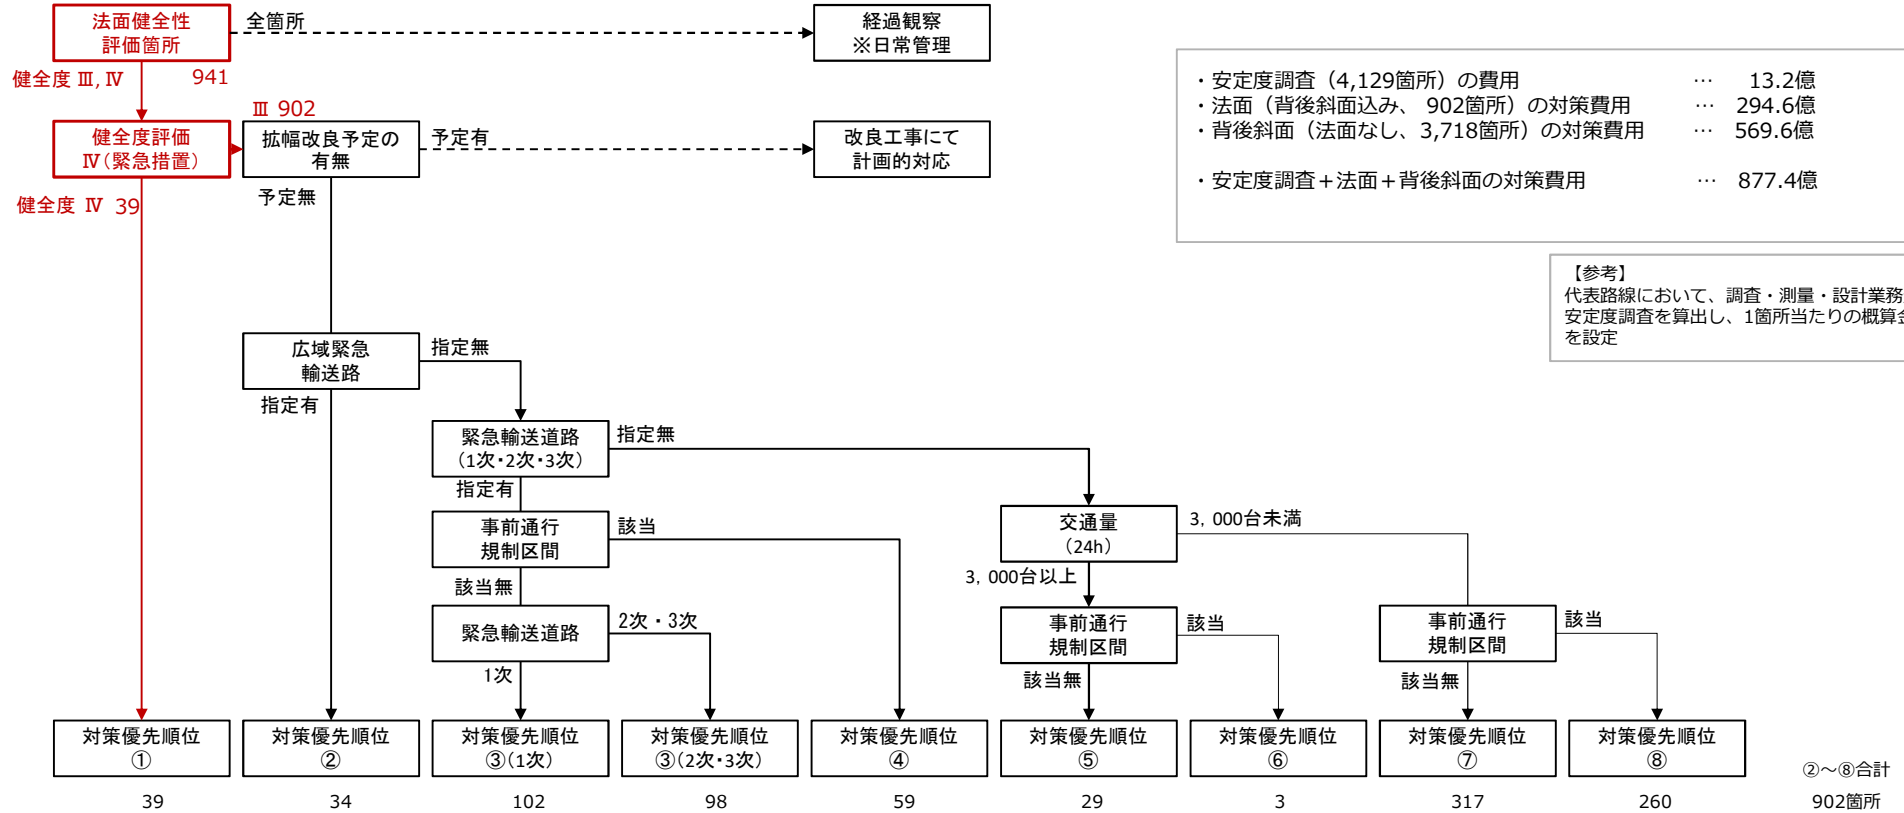 法面健全性
評価箇所
全箇所
経過観察
※日常管理
健全度 Ⅲ, Ⅳ
941
Ⅲ 902
健全度評価
Ⅳ(緊急措置)
拡幅改良予定の
有無
予定有
改良工事にて
計画的対応
予定無
健全度 Ⅳ 39
・安定度調査(4,129箇所)の費用 … 13.2億
・法面(背後斜面込み、 902箇所)の対策費用 … 294.6億
・背後斜面(法面なし、3,718箇所)の対策費用 … 569.6億
・安定度調査+法面+背後斜面の対策費用 … 877.4億
【参考】
代表路線において、調査・測量・設計業務
安定度調査を算出し、1箇所当たりの概算金
を設定
広域緊急
輸送路
指定無
指定有
緊急輸送道路
(1次・2次・3次)
指定無
指定有
事前通行
規制区間
該当
該当無
緊急輸送道路
2次・3次
1次
交通量
(24h)
3, 000台未満
3, 000台以上
事前通行
規制区間
該当
該当無
事前通行
規制区間
該当
該当無
対策優先順位
①
対策優先順位
②
対策優先順位
③(1次)
対策優先順位
③(2次・3次)
対策優先順位
④
対策優先順位
⑤
対策優先順位
⑥
対策優先順位
⑦
対策優先順位
⑧
②~⑧合計
39 34 102 98 59 29 3 317 260 902箇所